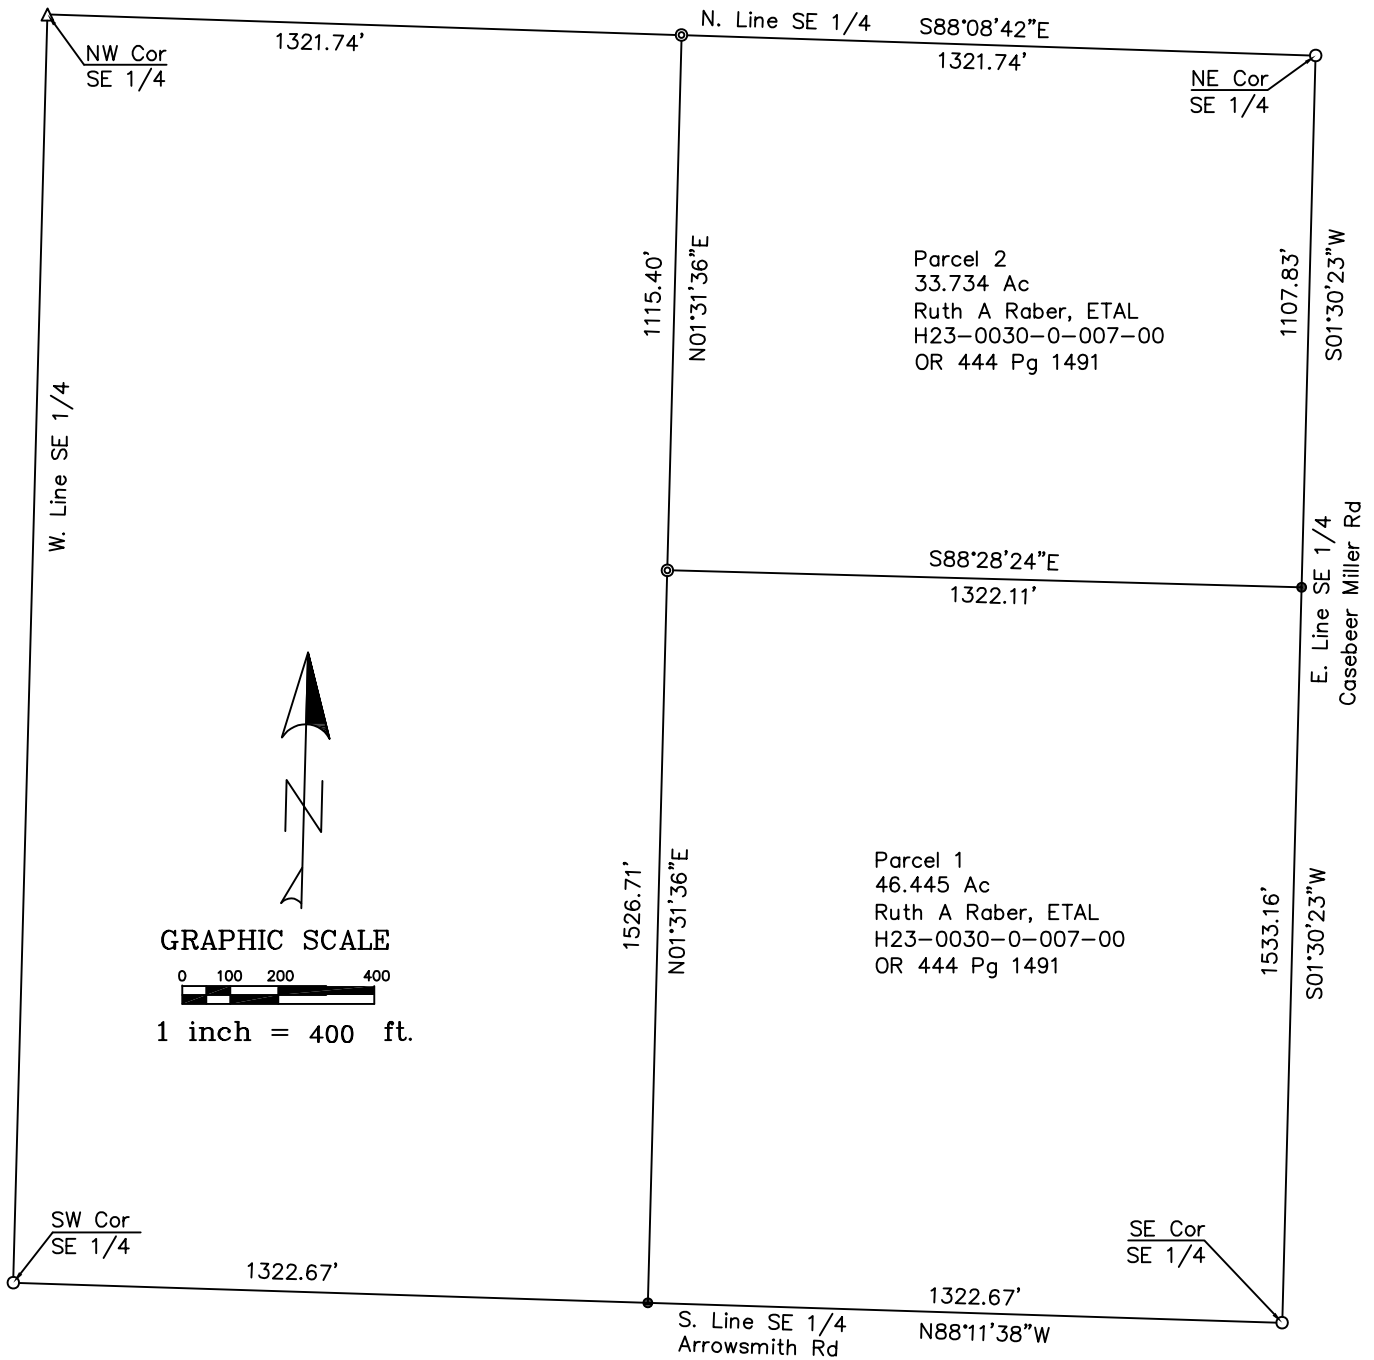 N. Line SE 1/4
S88°08'42"E
1321.74'
1321.74'
NW Cor
SE 1/4
NE Cor
SE 1/4
1115.40'
N01°31'36"E
Parcel 2
33.734 Ac
Ruth A Raber, ETAL
H23-0030-0-007-00
OR 444 Pg 1491
1107.83'
S01°30'23"W
W. Line SE 1/4
S88°28'24"E
1322.11'
E. Line SE 1/4
Casebeer Miller Rd
N
1526.71'
N01°31'36"E
Parcel 1
46.445 Ac
Ruth A Raber, ETAL
H23-0030-0-007-00
OR 444 Pg 1491
1533.16'
S01°30'23"W
GRAPHIC SCALE
0 100 200 400
1 inch = 400 ft.
SW Cor
SE 1/4
SE Cor
SE 1/4
1322.67'
1322.67'
S. Line SE 1/4
Arrowsmith Rd
N88°11'38"W